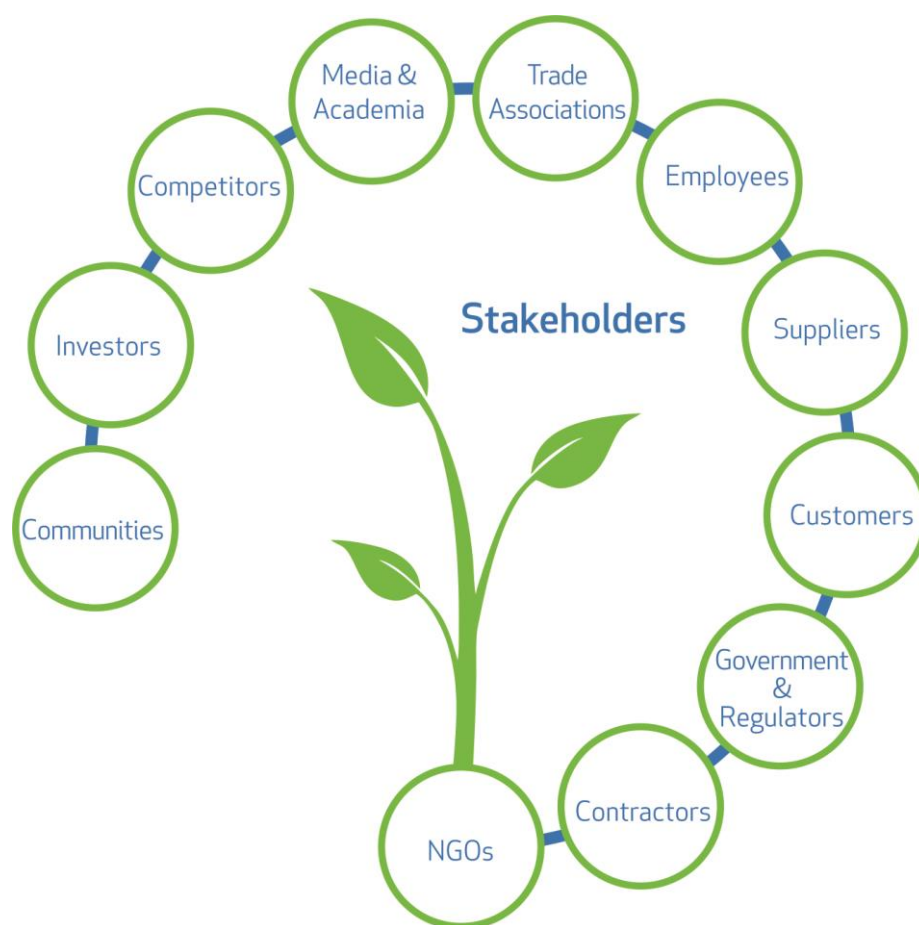 Media &
Academia
Trade
Associations
Competitors
Employees
Stakeholders
Investors
Suppliers
Communities
Customers
Government
&
Regulators
Contractors
NGOs